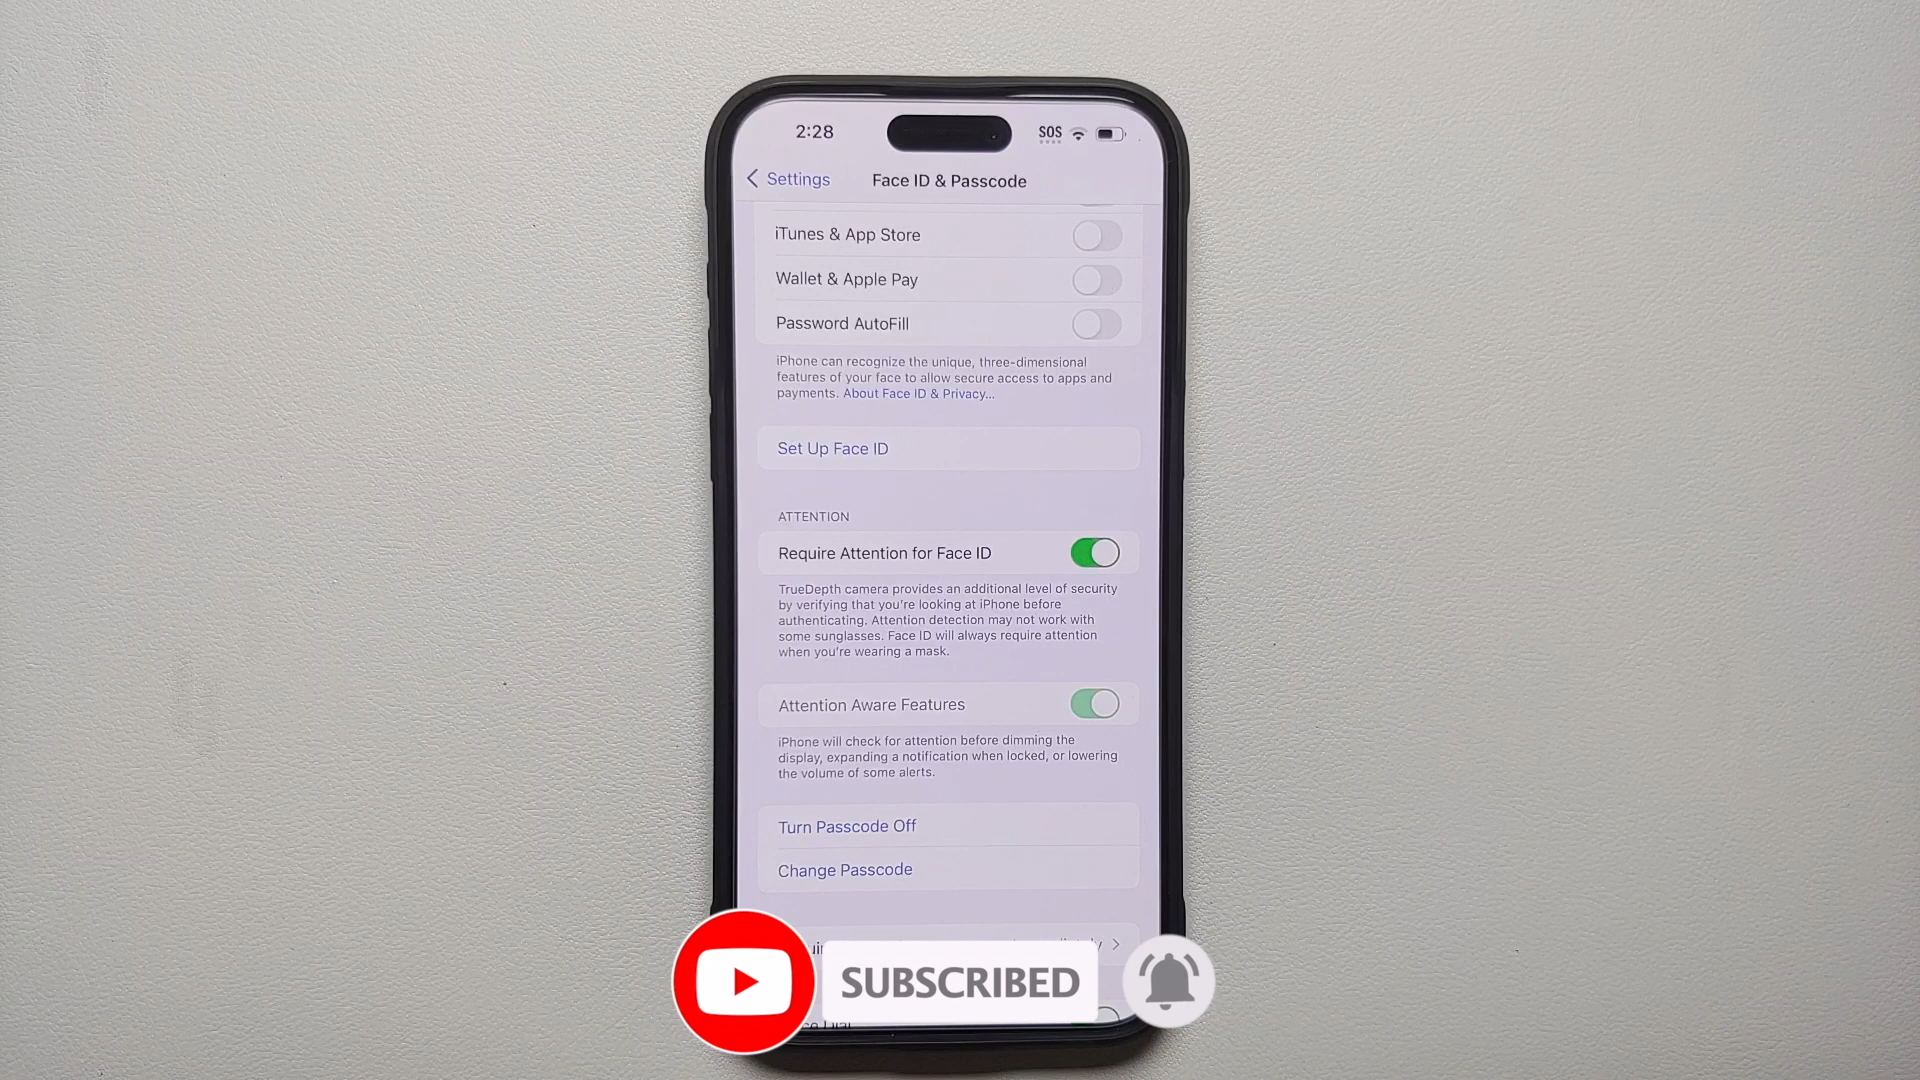 2:28
SOS
Settings
Face ID & Passcode
iTunes & App Store
Wallet & Apple Pay
Password AutoFill
iPhone can recognize the unique, three-dimensional
features of your face to allow secure access to apps and
payments. About Face ID & Privacy...
Set Up Face ID
ATTENTION
Require Attention for Face ID
TrueDepth camera provides an additional level of security
by verifying that you're looking at iPhone before
authenticating. Attention detection may not work with
some sunglasses. Face ID will always require attention
when you're wearing a mask.
Attention Aware Features
iPhone will check for attention before dimming the
display, expanding a notification when locked, or lowering
the volume of some alerts.
Turn Passcode Off
Change Passcode
SUBSCRIBED